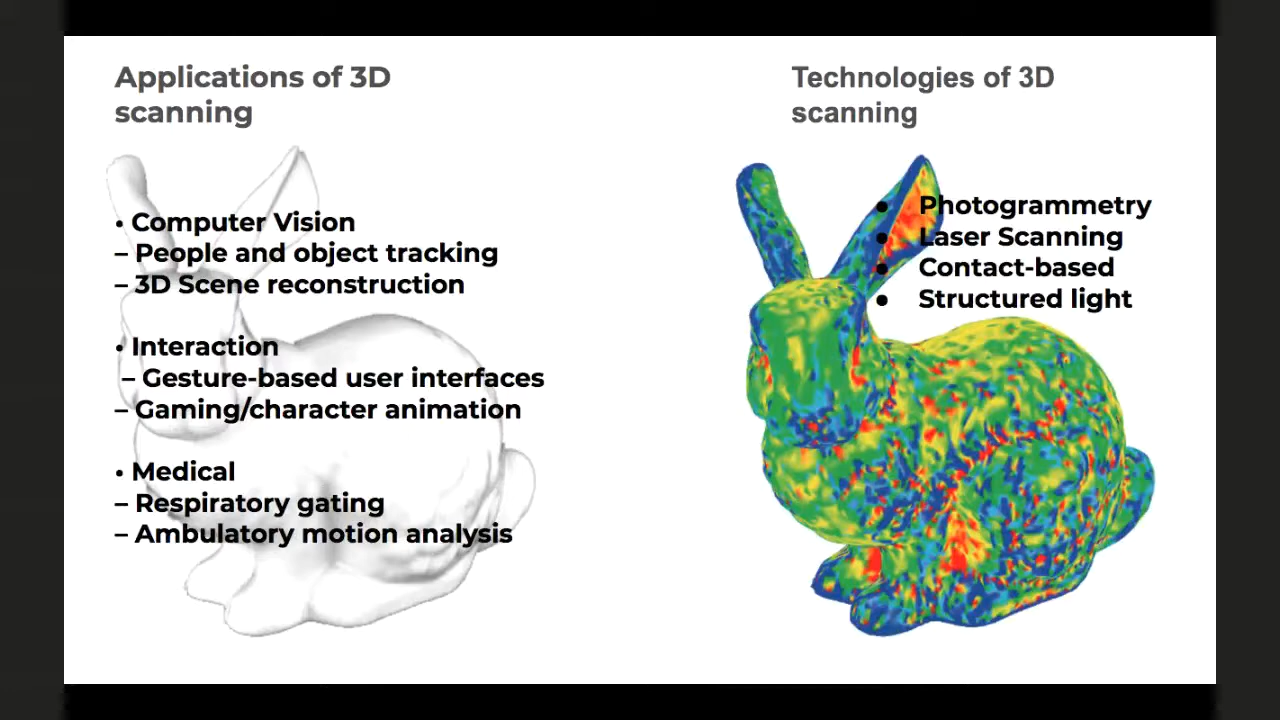 Applications of 3D
scanning
• Computer Vision
– People and object tracking
– 3D Scene reconstruction
• Interaction
– Gesture-based user interfaces
– Gaming/character animation
• Medical
– Respiratory gating
– Ambulatory motion analysis
Technologies of 3D
scanning
● Photogrammetry
● Laser Scanning
● Contact-based
● Structured light